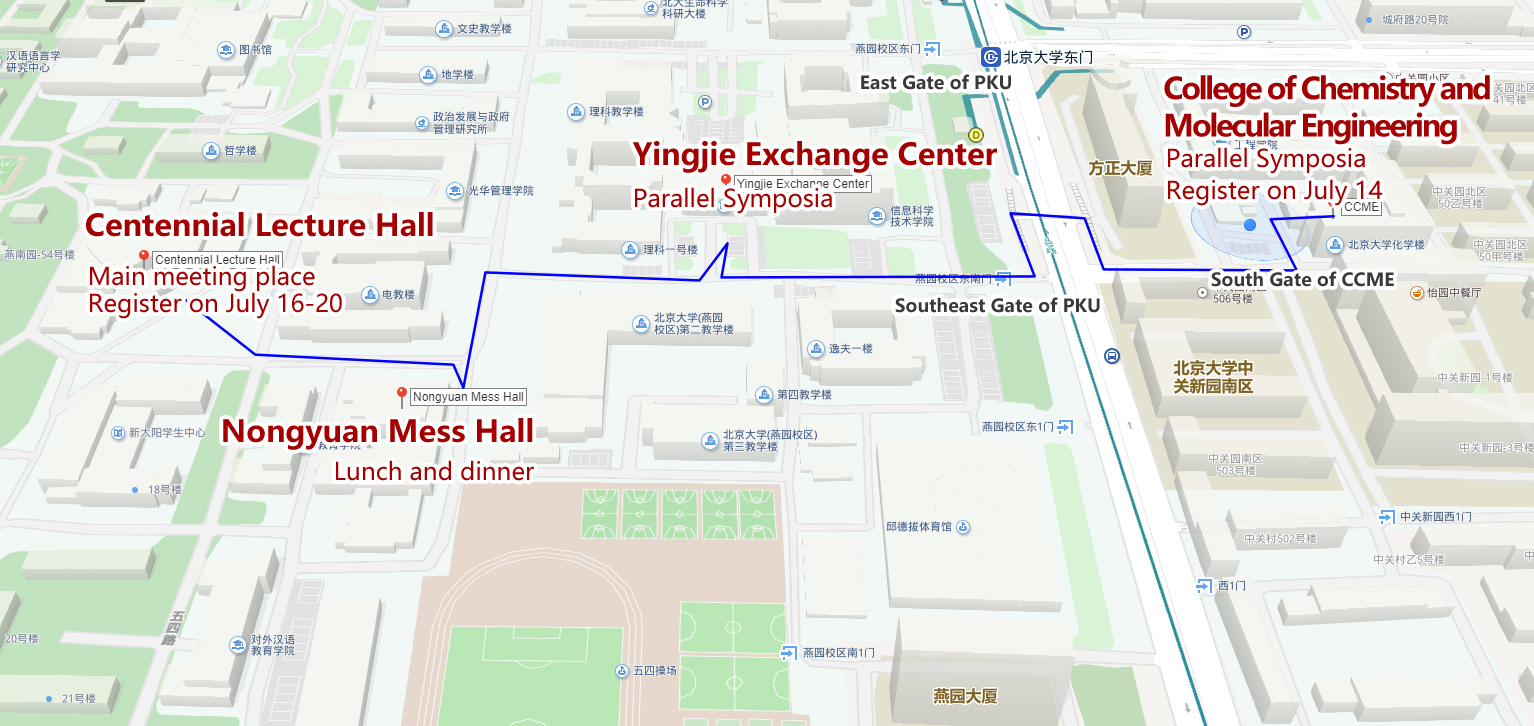 北大生命科学
科研大楼
文史教学楼
城府路20号院
图书馆
汉语语言学
研究中心
燕园校区东门
北京大学东门
地学楼
East Gate of PKU
College of Chemistry and
Molecular Engineering
Parallel Symposia
Register on July 14
CCME
中关园北区
中关园北区
50乙号楼
中关园北区
50甲号楼
理科教学楼
政治发展与政府
管理研究所
哲学楼
方正大厦
Yingjie Exchange Center
Yingjie Exchange Center
Parallel Symposia
光华管理学院
信息科学
技术学院
Centennial Lecture Hall
Centennial Lecture Hall
Main meeting place
Register on July 16-20
燕南园-54号楼
理科一号楼
北京大学化学楼
燕园校区东南门
South Gate of CCME
Southeast Gate of PKU
506号楼
怡园中餐厅
电教楼
北京大学(燕园
校区)第二教学楼
逸夫一楼
北京大学中
关新园南区
中关新园-1号楼
Nongyuan Mess Hall
Nongyuan Mess Hall
Lunch and dinner
第四教学楼
新太阳学生中心
北京大学(燕园校区)
第三教学楼
燕园校区东1门
中关新园-3号楼
中关园南区
503号楼
18号楼
邱德拔体育馆
中关新园西1门
中关村502号楼
中关村乙5号楼
西1门
五四路
20号楼
对外汉语
教育学院
燕园校区南1门
五四操场
21号楼
燕园大厦